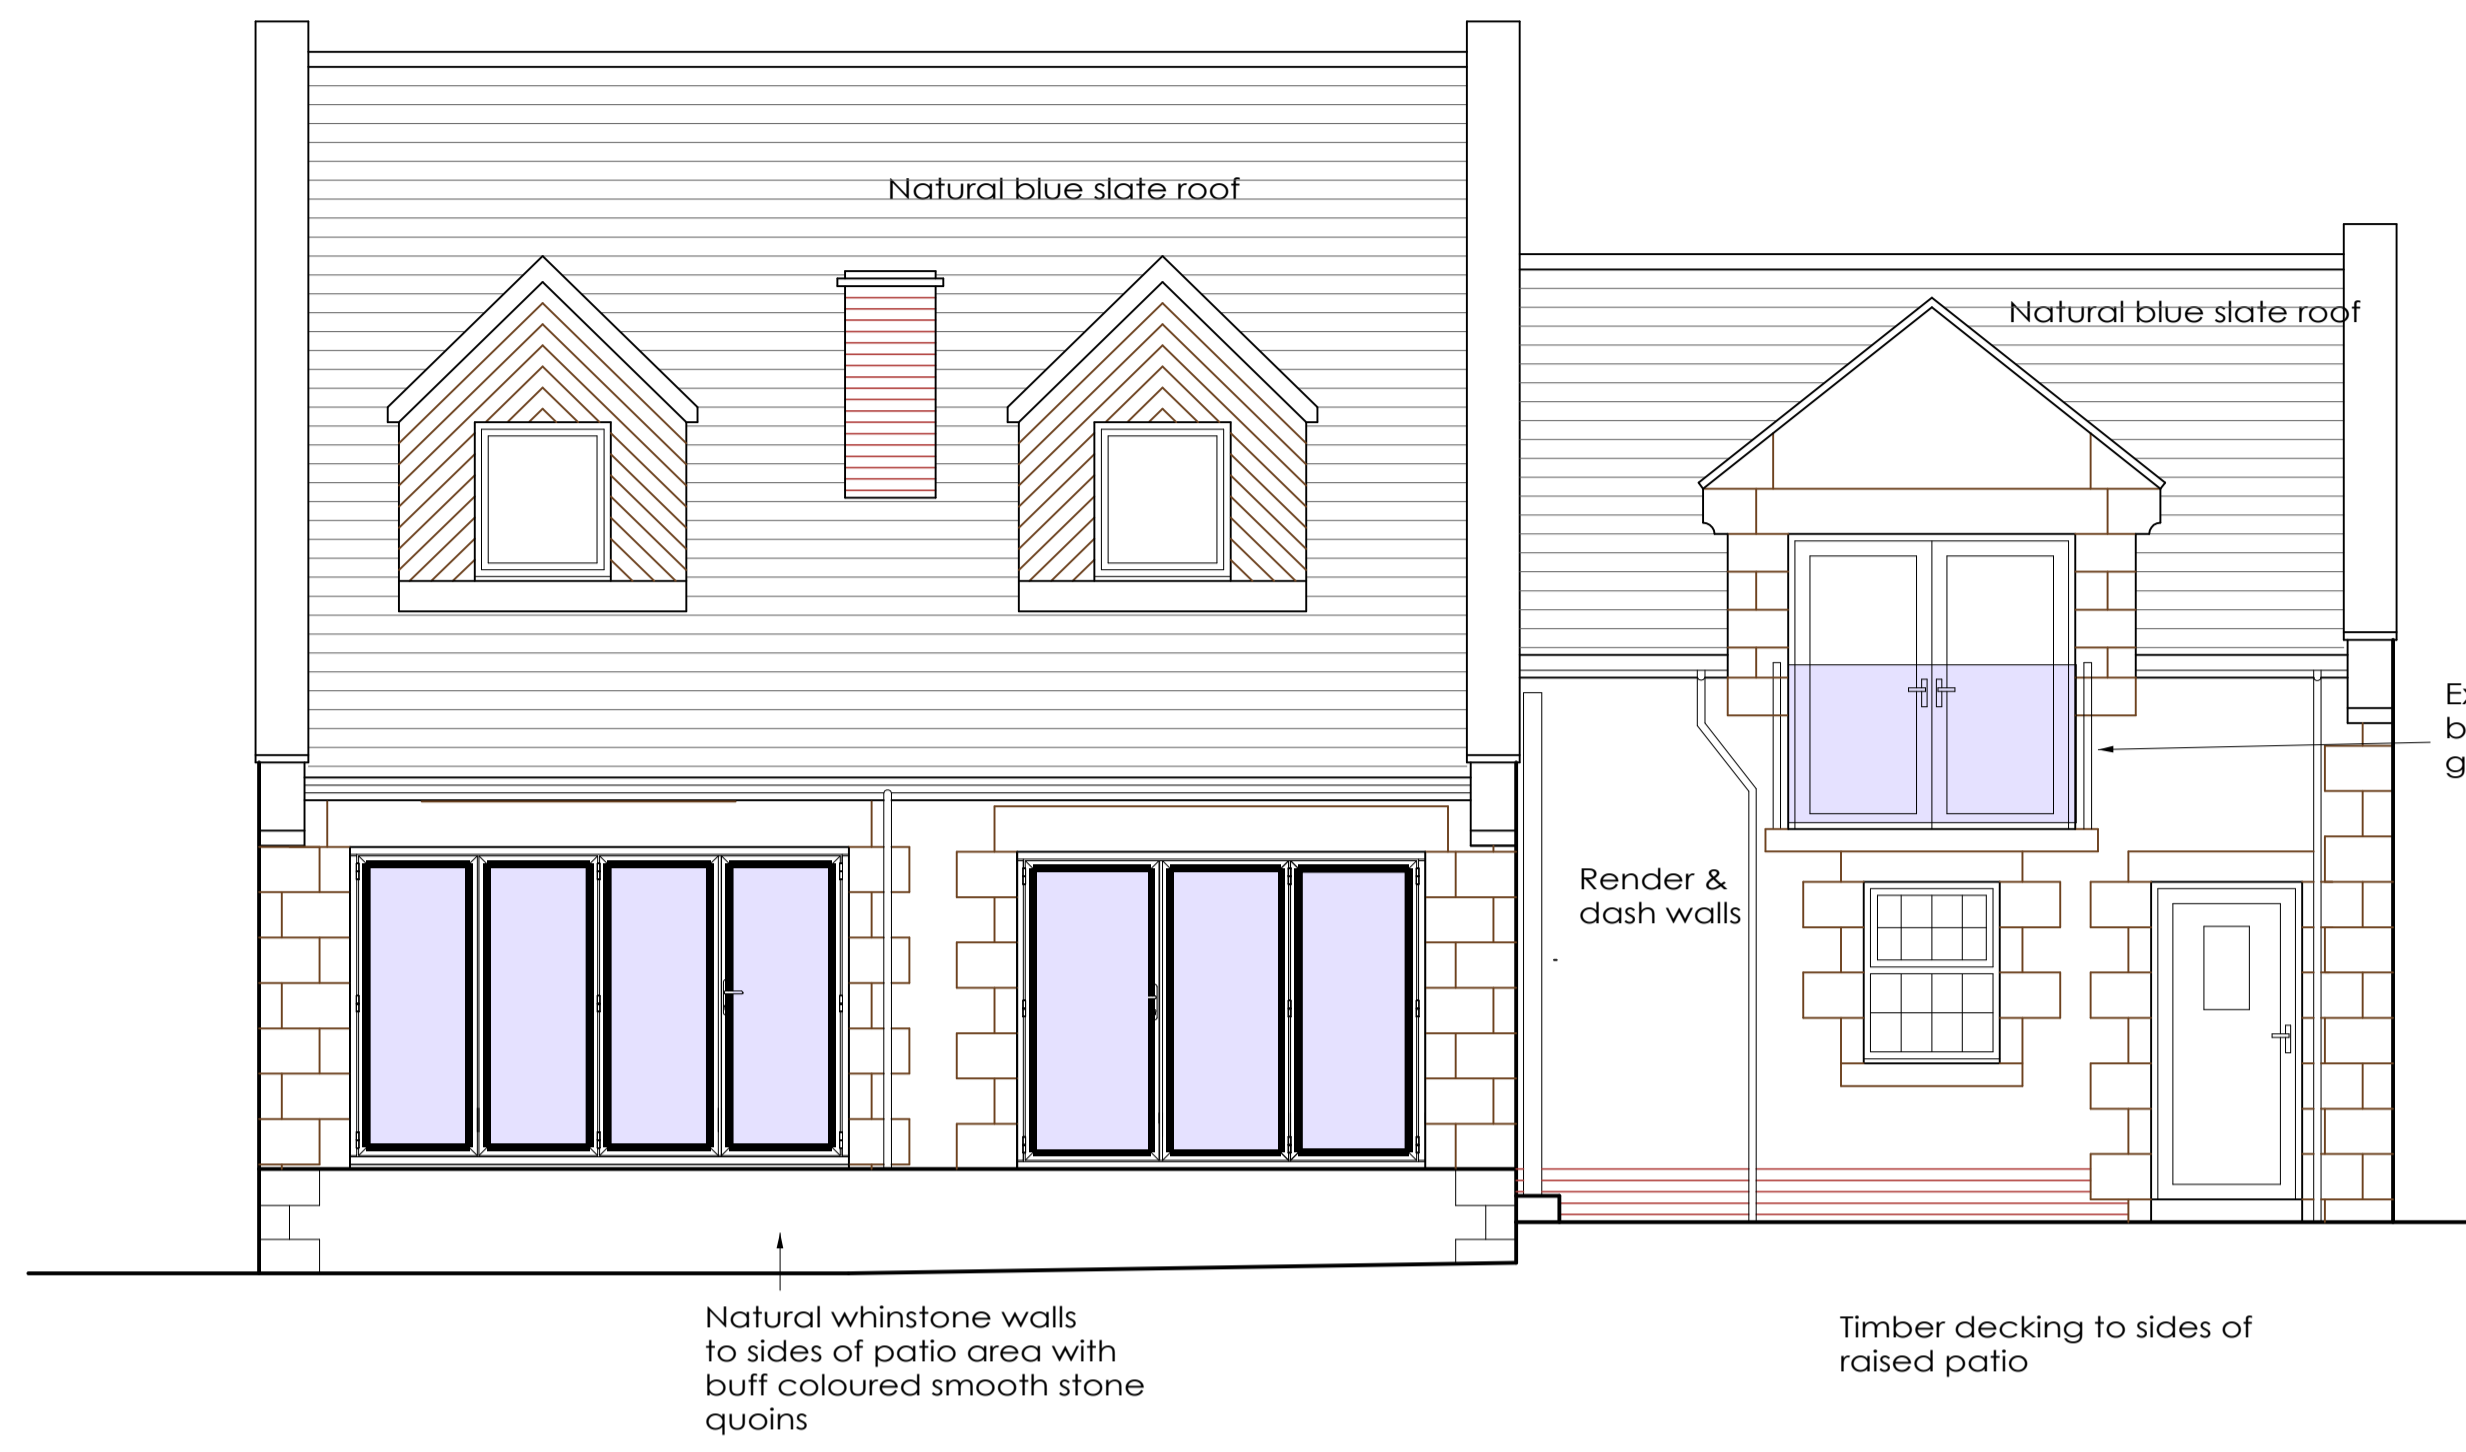 Natural blue slate roof
Natural blue slate roof
Render &
dash walls
Natural whinstone walls
to sides of patio area with
buff coloured smooth stone
quoins
Timber decking to sides of
raised patio